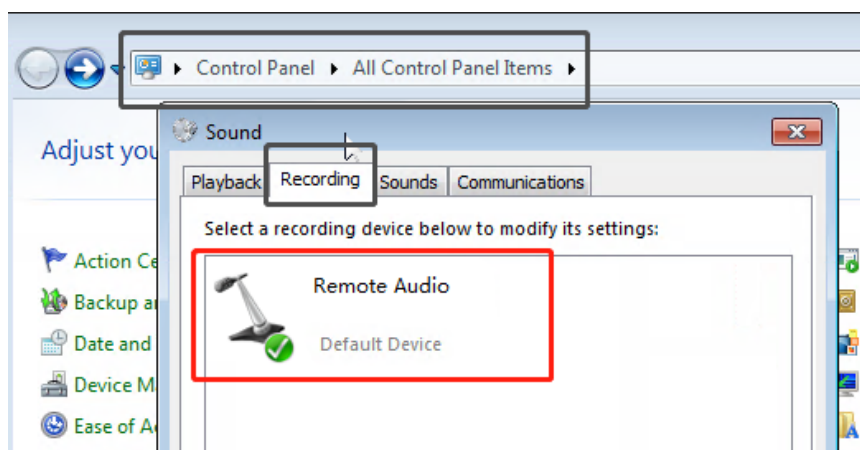 Control Panel ▸ All Control Panel Items ▸
Sound
Adjust you
Playback Recording Sounds Communications
Select a recording device below to modify its settings:
Action Ce
Remote Audio
Backup a
Default Device
Date and
Device M
Ease of A